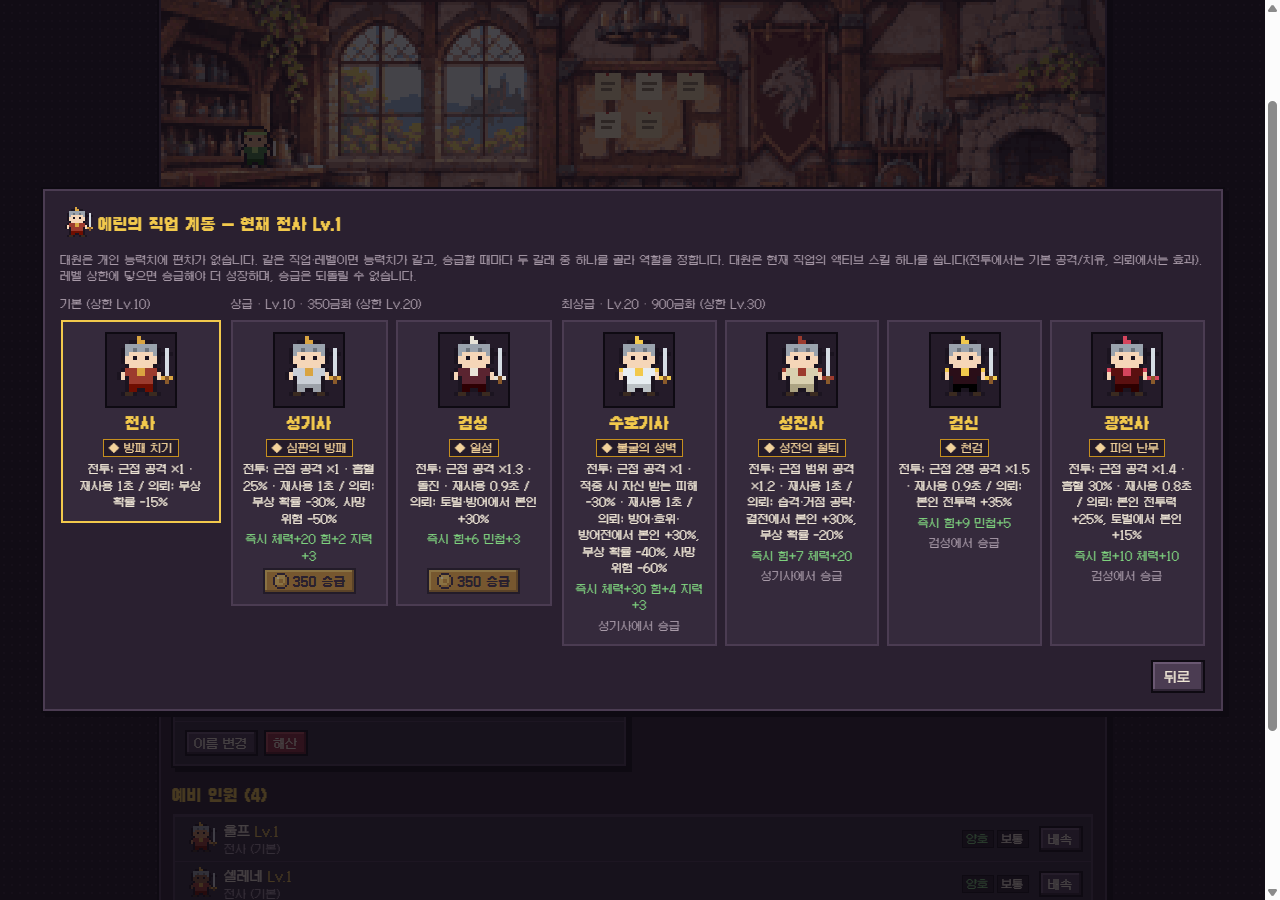 에린의 직업 계통 — 현재 전사 Lv.1
대원은 개인 능력치에 편차가 없습니다. 같은 직업·레벨이면 능력치가 같고, 승급할 때마다 두 갈래 중 하나를 골라 역할을 정합니다. 대원은 현재 직업의 액티브 스킬 하나를 씁니다(전투에서는 기본 공격/치유, 의뢰에서는 효과).
레벨 상한에 닿으면 승급해야 더 성장하며, 승급은 되돌릴 수 없습니다.
기본 (상한 Lv.10)
전사
◆ 방패 치기
전투: 근접 공격 ×1 ·
재사용 1초 / 의뢰: 부상
확률 -15%
상급 · Lv.10 · 350금화 (상한 Lv.20)
성기사
◆ 심판의 방패
전투: 근접 공격 ×1 · 흡혈
25% · 재사용 1초 / 의뢰:
부상 확률 -30%, 사망
위험 -50%
즉시 체력+20 힘+2 지력
+3
350 승급
검성
◆ 일섬
전투: 근접 공격 ×1.3 ·
돌진 · 재사용 0.9초 /
의뢰: 토벌·방어에서 본인
+30%
즉시 힘+6 민첩+3
350 승급
최상급 · Lv.20 · 900금화 (상한 Lv.30)
수호기사
◆ 불굴의 성벽
전투: 근접 공격 ×1 ·
적중 시 자신 받는 피해
-30% · 재사용 1초 /
의뢰: 방어·호위·
방어전에서 본인 +30%,
부상 확률 -40%, 사망
위험 -60%
즉시 체력+30 힘+4 지력
+3
성기사에서 승급
성전사
◆ 성전의 철퇴
전투: 근접 범위 공격
×1.2 · 재사용 1초 /
의뢰: 습격·거점 공략·
결전에서 본인 +30%,
부상 확률 -20%
즉시 힘+7 체력+20
성기사에서 승급
검신
◆ 천검
전투: 근접 2명 공격 ×1.5
· 재사용 0.9초 / 의뢰:
본인 전투력 +35%
즉시 힘+9 민첩+5
검성에서 승급
광전사
◆ 피의 난무
전투: 근접 공격 ×1.4 ·
흡혈 30% · 재사용 0.8초
/ 의뢰: 본인 전투력
+25%, 토벌에서 본인
+15%
즉시 힘+10 체력+10
검성에서 승급
뒤로
이름 변경
해산
예비 인원 (4)
울프 Lv.1
전사 (기본)
양호
보통
배속
셀레네 Lv.1
전사 (기본)
양호
보통
배속